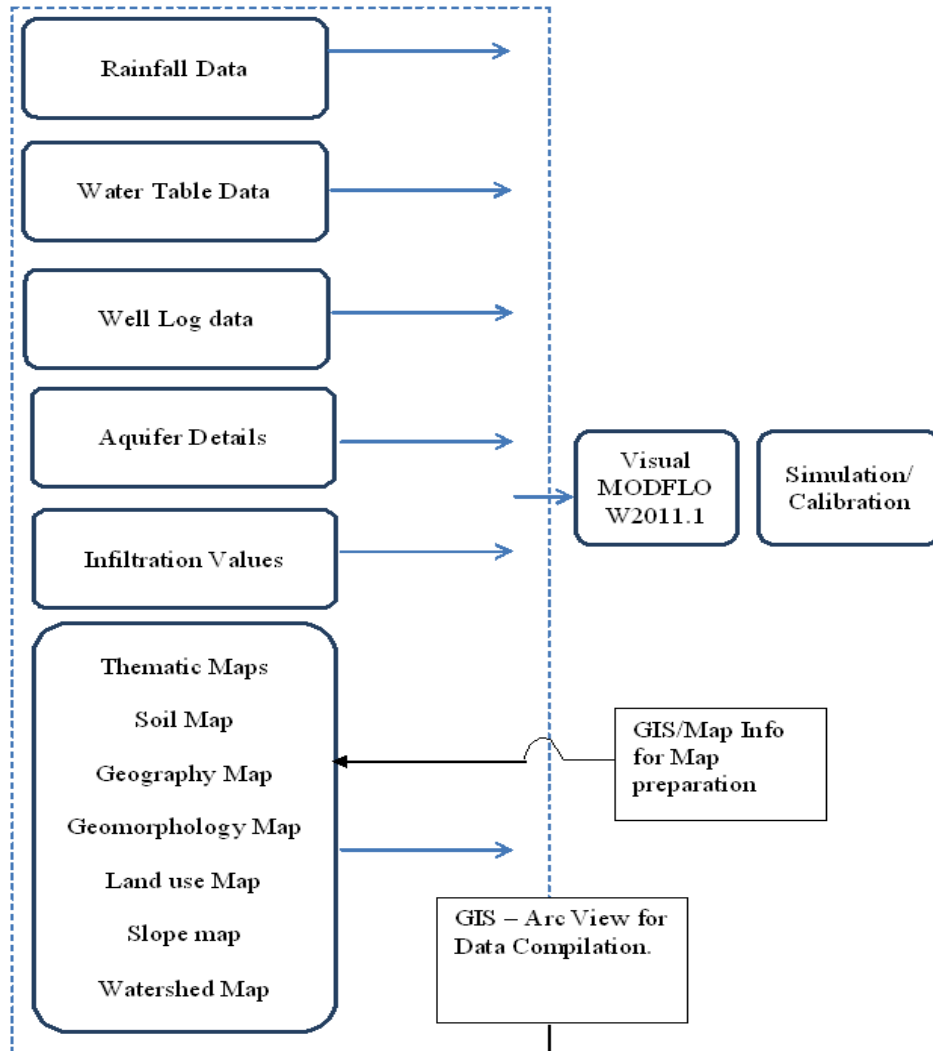 Rainfall Data
Water Table Data
Well Log data
Aquifer Details
Infiltration Values
Visual
MODFLO
W2011.1
Simulation/
Calibration
Thematic Maps
Soil Map
Geography Map
Geomorphology Map
Land use Map
Slope map
Watershed Map
GIS/Map Info
for Map
preparation
GIS – Arc View for
Data Compilation.